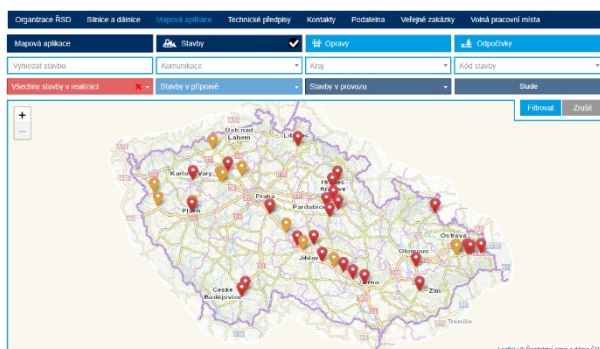 Organizace ŘSD Silnice a dálnice Mapová aplikace Technické předpisy Kontakty Podatelna Veřejné zakázky Volná pracovní místa
Mapová aplikace Stavby Opravy Odpočívky
Vyhledat stavbu Komunikace Kraj Kód stavby
Všechny stavby v realizaci Stavby v přípravě Stavby v provozu Studie
+ Filtrovat Zrušit
−
Ústí nad
Labem
Karlovy Vary
Hradec
Králové
Praha
Pardubice
Plzeň
Ostrava
Olomouc
Jihlava
Brno
Zlín
České
Budějovice
Trenčín